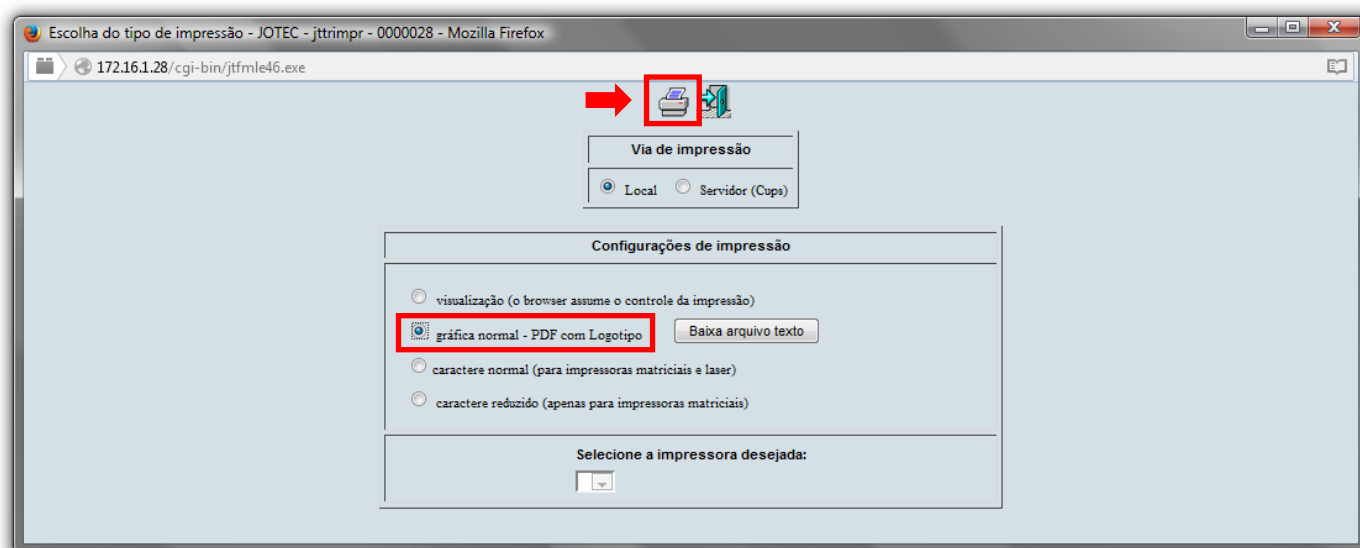 Escolha do tipo de impressão - JOTEC - jttrimpr - 0000028 - Mozilla Firefox
172.16.1.28/cgi-bin/jtfmle46.exe
Via de impressão
Local Servidor (Cups)
Configurações de impressão
visualização (o browser assume o controle da impressão)
gráfica normal - PDF com Logotipo Baixa arquivo texto
caractere normal (para impressoras matriciais e laser)
caractere reduzido (apenas para impressoras matriciais)
Selecione a impressora desejada: